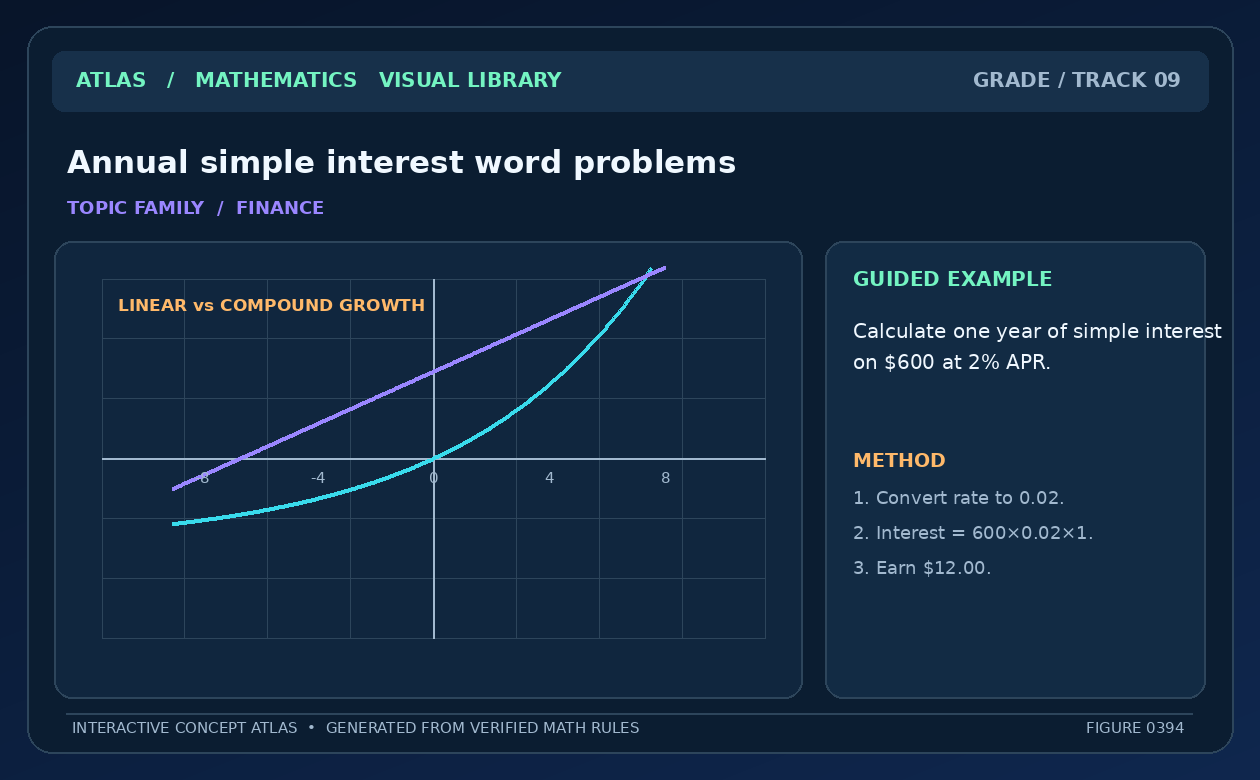 ATLAS / MATHEMATICS VISUAL LIBRARY
GRADE / TRACK 09
Annual simple interest word problems
TOPIC FAMILY / FINANCE
LINEAR vs COMPOUND GROWTH
-8 -4 0 4 8
GUIDED EXAMPLE
Calculate one year of simple interest
on $600 at 2% APR.
METHOD
1. Convert rate to 0.02.
2. Interest = 600×0.02×1.
3. Earn $12.00.
INTERACTIVE CONCEPT ATLAS • GENERATED FROM VERIFIED MATH RULES
FIGURE 0394